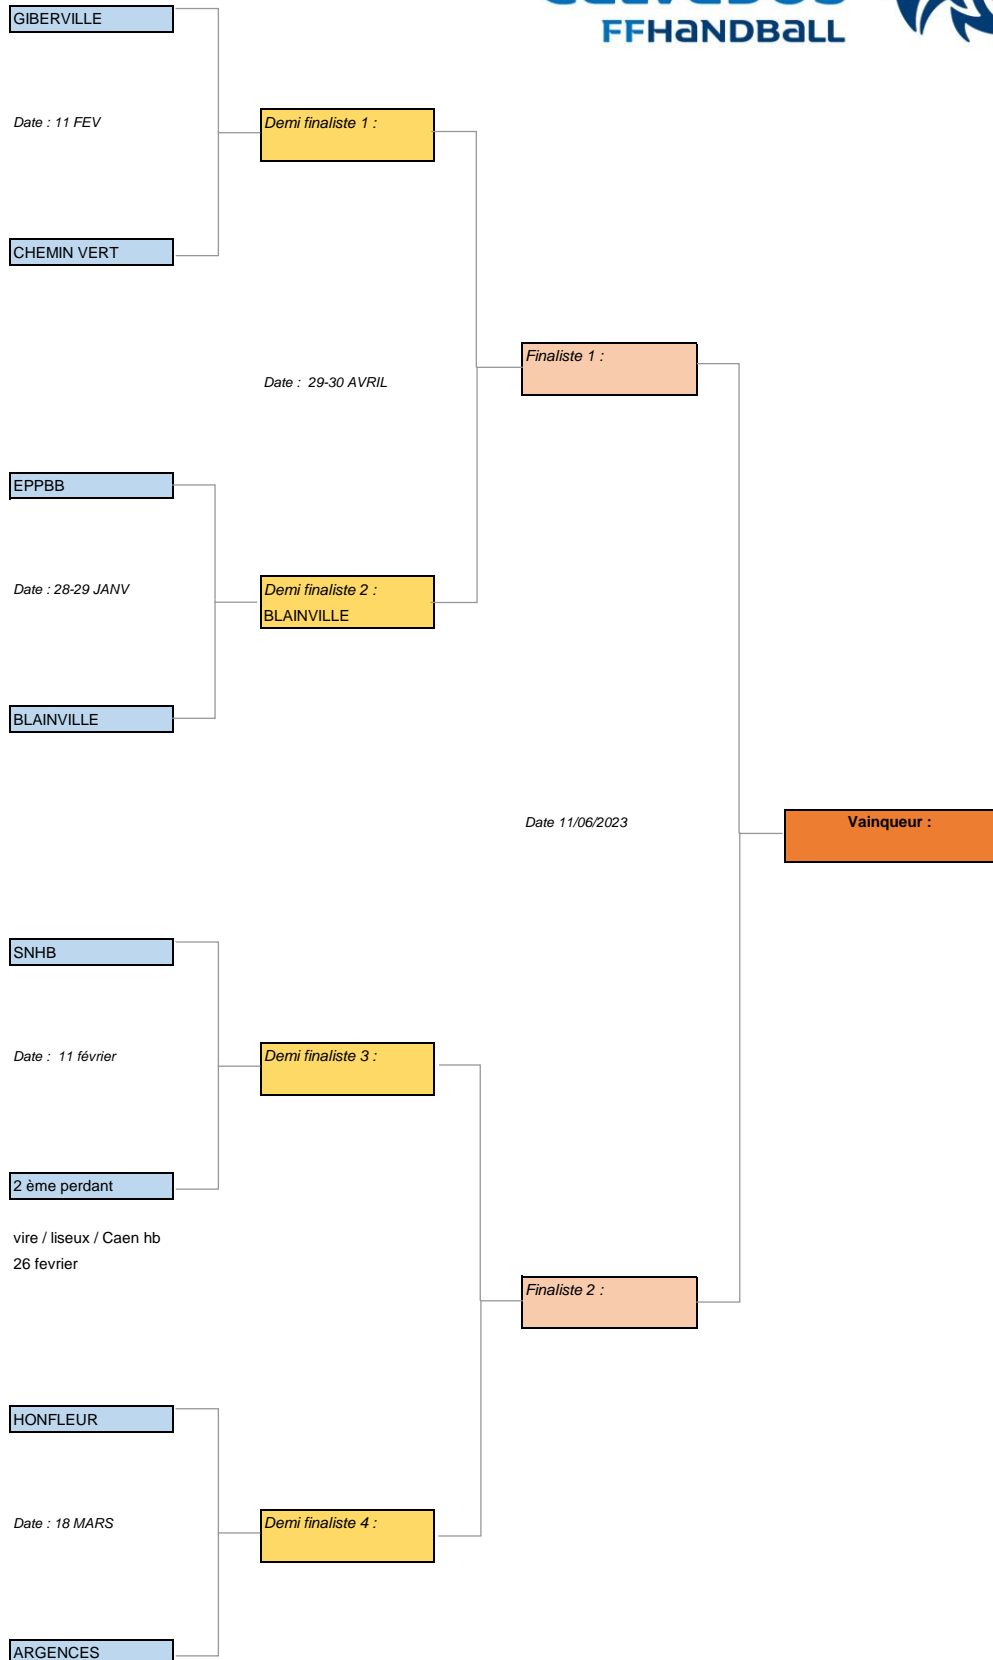 CALVADOS
FFHANDBALL
GIBERVILLE
Date : 11 FEV
Demi finaliste 1 :
CHEMIN VERT
Finaliste 1 :
Date :  29-30 AVRIL
EPPBB
Date : 28-29 JANV
Demi finaliste 2 :
BLAINVILLE
BLAINVILLE
Date 11/06/2023
Vainqueur :
SNHB
Date :  11 février
Demi finaliste 3 :
2 ème perdant
vire / liseux / Caen hb
26 fevrier
Finaliste 2 :
HONFLEUR
Date : 18 MARS
Demi finaliste 4 :
ARGENCES